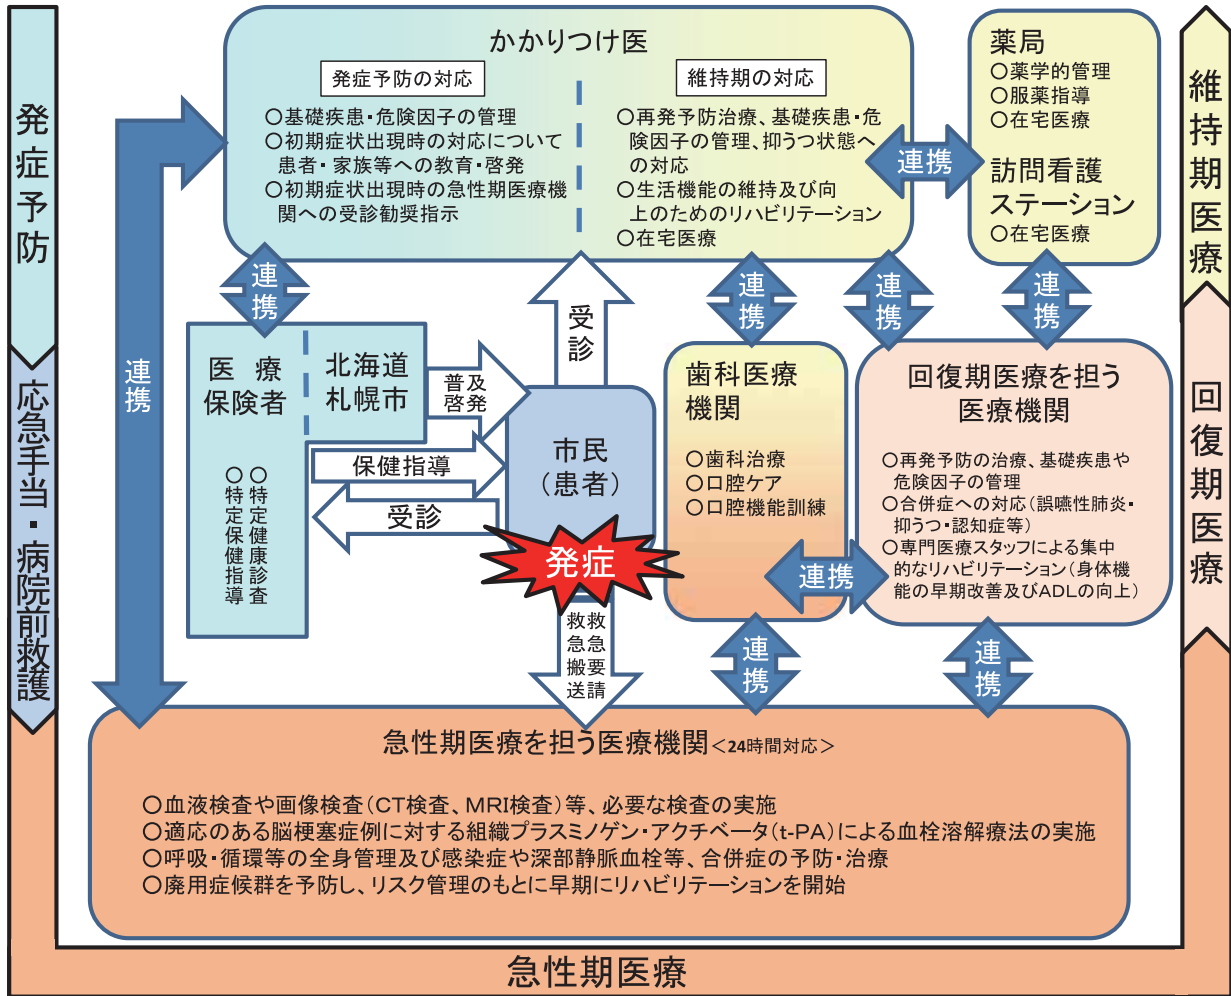 発症予防
応急手当・病院前救護
急性期医療
回復期医療
維持期医療
かかりつけ医
発症予防の対応
○基礎疾患・危険因子の管理
○初期症状出現時の対応について
患者・家族等への教育・啓発
○初期症状出現時の急性期医療機
関への受診勧奨指示
維持期の対応
○再発予防治療、基礎疾患・危
険因子の管理、抑うつ状態へ
の対応
○生活機能の維持及び向
上のためのリハビリテーション
○在宅医療
連携
薬局
○薬学的管理
○服薬指導
○在宅医療
訪問看護
ステーション
○在宅医療
連携
連携
受診
連携
連携
連携
医療
保険者
北海道
札幌市
○特定健康診査
○特定保健指導
普及
啓発
保健指導
受診
市民
(患者)
発症
救急要請
救急搬送
歯科医療
機関
○歯科治療
○口腔ケア
○口腔機能訓練
連携
回復期医療を担う
医療機関
○再発予防の治療、基礎疾患や
危険因子の管理
○合併症への対応(誤嚥性肺炎・
抑うつ・認知症等)
○専門医療スタッフによる集中
的なリハビリテーション(身体機
能の早期改善及びADLの向上)
連携
連携
急性期医療を担う医療機関<24時間対応>
○血液検査や画像検査(CT検査、MRI検査)等、必要な検査の実施
○適応のある脳梗塞症例に対する組織プラスミノゲン・アクチベータ(t-PA)による血栓溶解療法の実施
○呼吸・循環等の全身管理及び感染症や深部静脈血栓等、合併症の予防・治療
○廃用症候群を予防し、リスク管理のもとに早期にリハビリテーションを開始